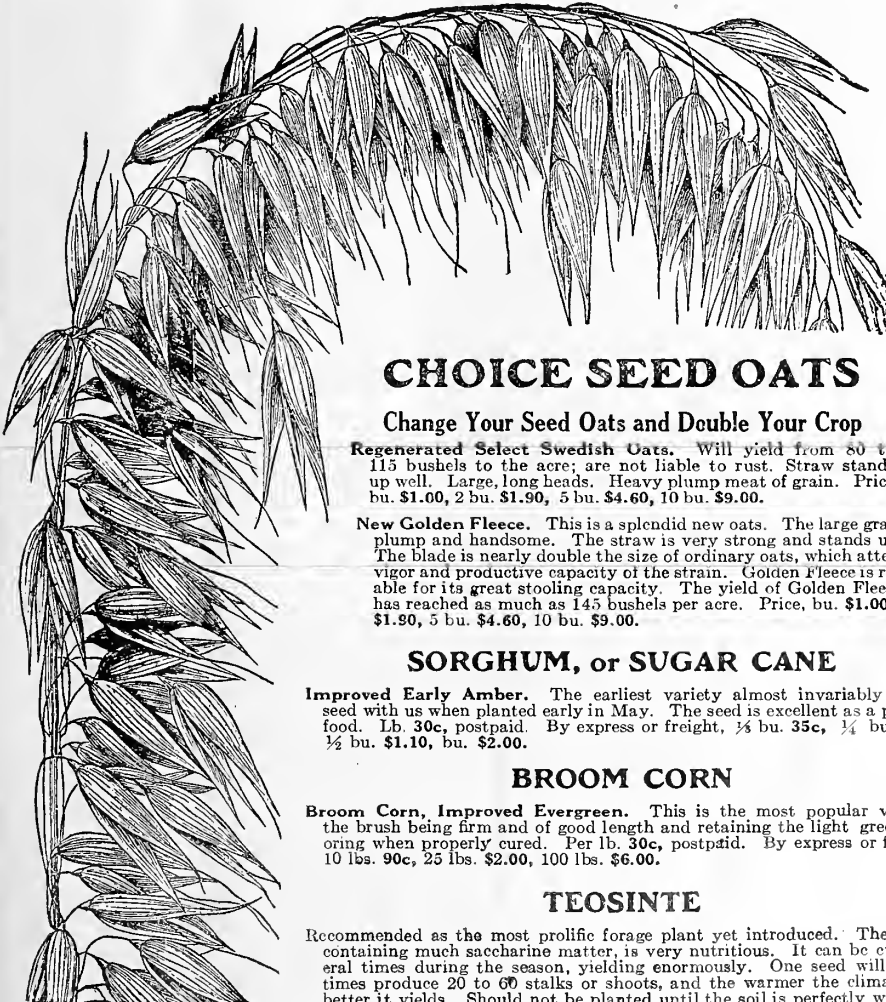 CHOICE SEED OATS
Change Your Seed Oats and Double Your Crop
Regenerated Select Swedish Oats. Will yield from 80 t
115 bushels to the acre; are not liable to rust. Straw stand
up well. Large, long heads. Heavy plump meat of grain. Pric
bu. $1.00, 2 bu. $1.90, 5 bu. $4.60, 10 bu. $9.00.
New Golden Fleece. This is a splendid new oats. The large gra
plump and handsome. The straw is very strong and stands u
The blade is nearly double the size of ordinary oats, which atte
vigor and productive capacity of the strain. Golden Fleece is r
able for its great stooling capacity. The yield of Golden Flee
has reached as much as 145 bushels per acre. Price, bu. $1.00
$1.90, 5 bu. $4.60, 10 bu. $9.00.
SORGHUM, or SUGAR CANE
Improved Early Amber. The earliest variety almost invariably
seed with us when planted early in May. The seed is excellent as a p
food. Lb. 30c, postpaid. By express or freight, ⅛ bu. 35c, ¼ bu
½ bu. $1.10, bu. $2.00.
BROOM CORN
Broom Corn, Improved Evergreen. This is the most popular v
the brush being firm and of good length and retaining the light gre
oring when properly cured. Per lb. 30c, postpaid. By express or f
10 lbs. 90c, 25 lbs. $2.00, 100 lbs. $6.00.
TEOSINTE
Recommended as the most prolific forage plant yet introduced. The
containing much saccharine matter, is very nutritious. It can be c
eral times during the season, yielding enormously. One seed will
times produce 20 to 60 stalks or shoots, and the warmer the clima
better it yields. Should not be planted until the soil is perfectly w